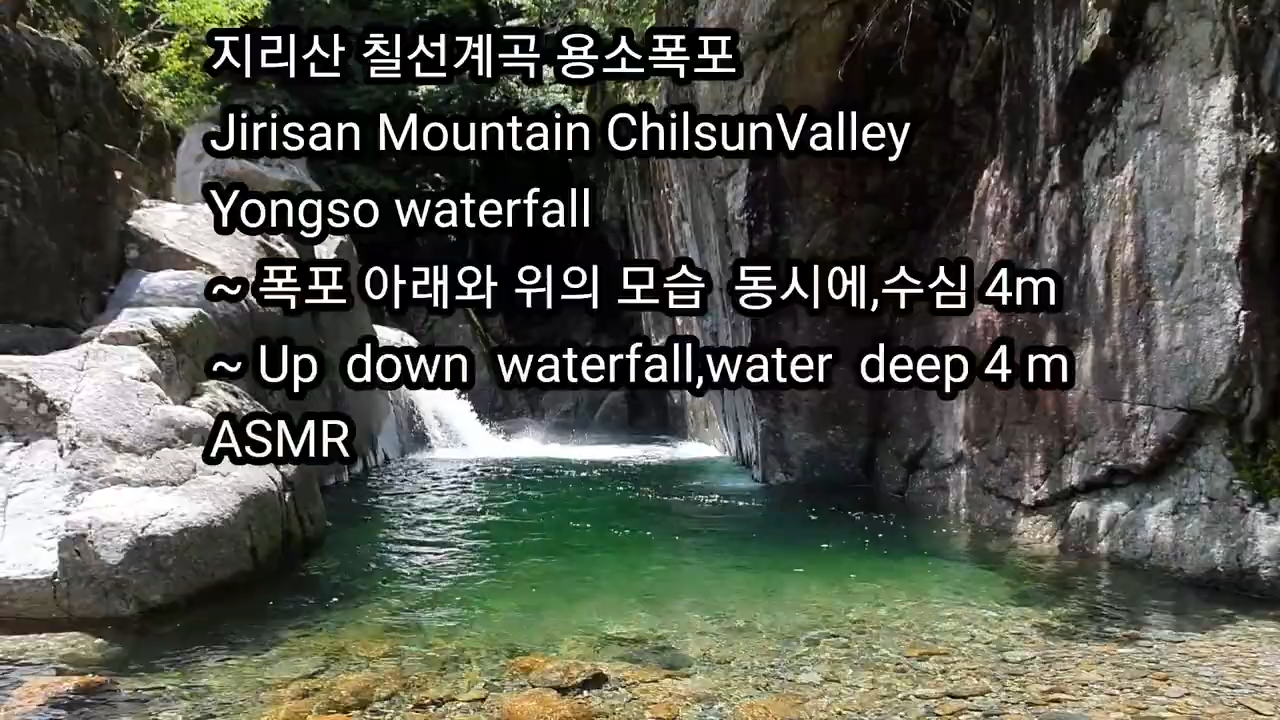 지리산 칠선계곡 용소폭포
Jirisan Mountain ChilsunValley
Yongso waterfall
~ 폭포 아래와 위의 모습 동시에,수심 4m
~ Up down waterfall,water deep 4 m
ASMR